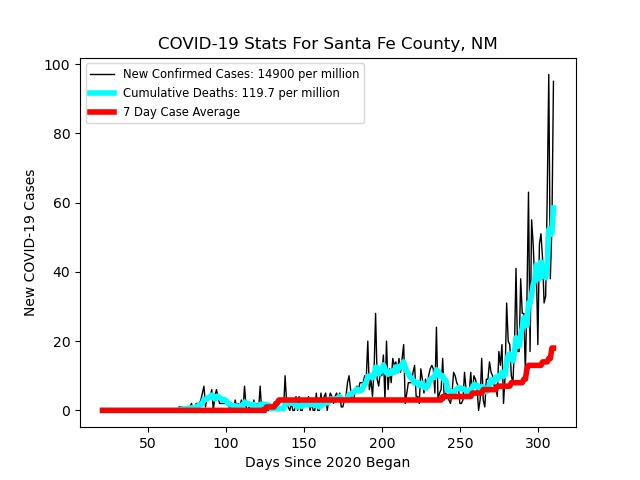 COVID-19 Stats For Santa Fe County, NM
New Confirmed Cases: 14900 per million
Cumulative Deaths: 119.7 per million
7 Day Case Average
New COVID-19 Cases
100
80
60
40
20
0
50 100 150 200 250 300
Days Since 2020 Began